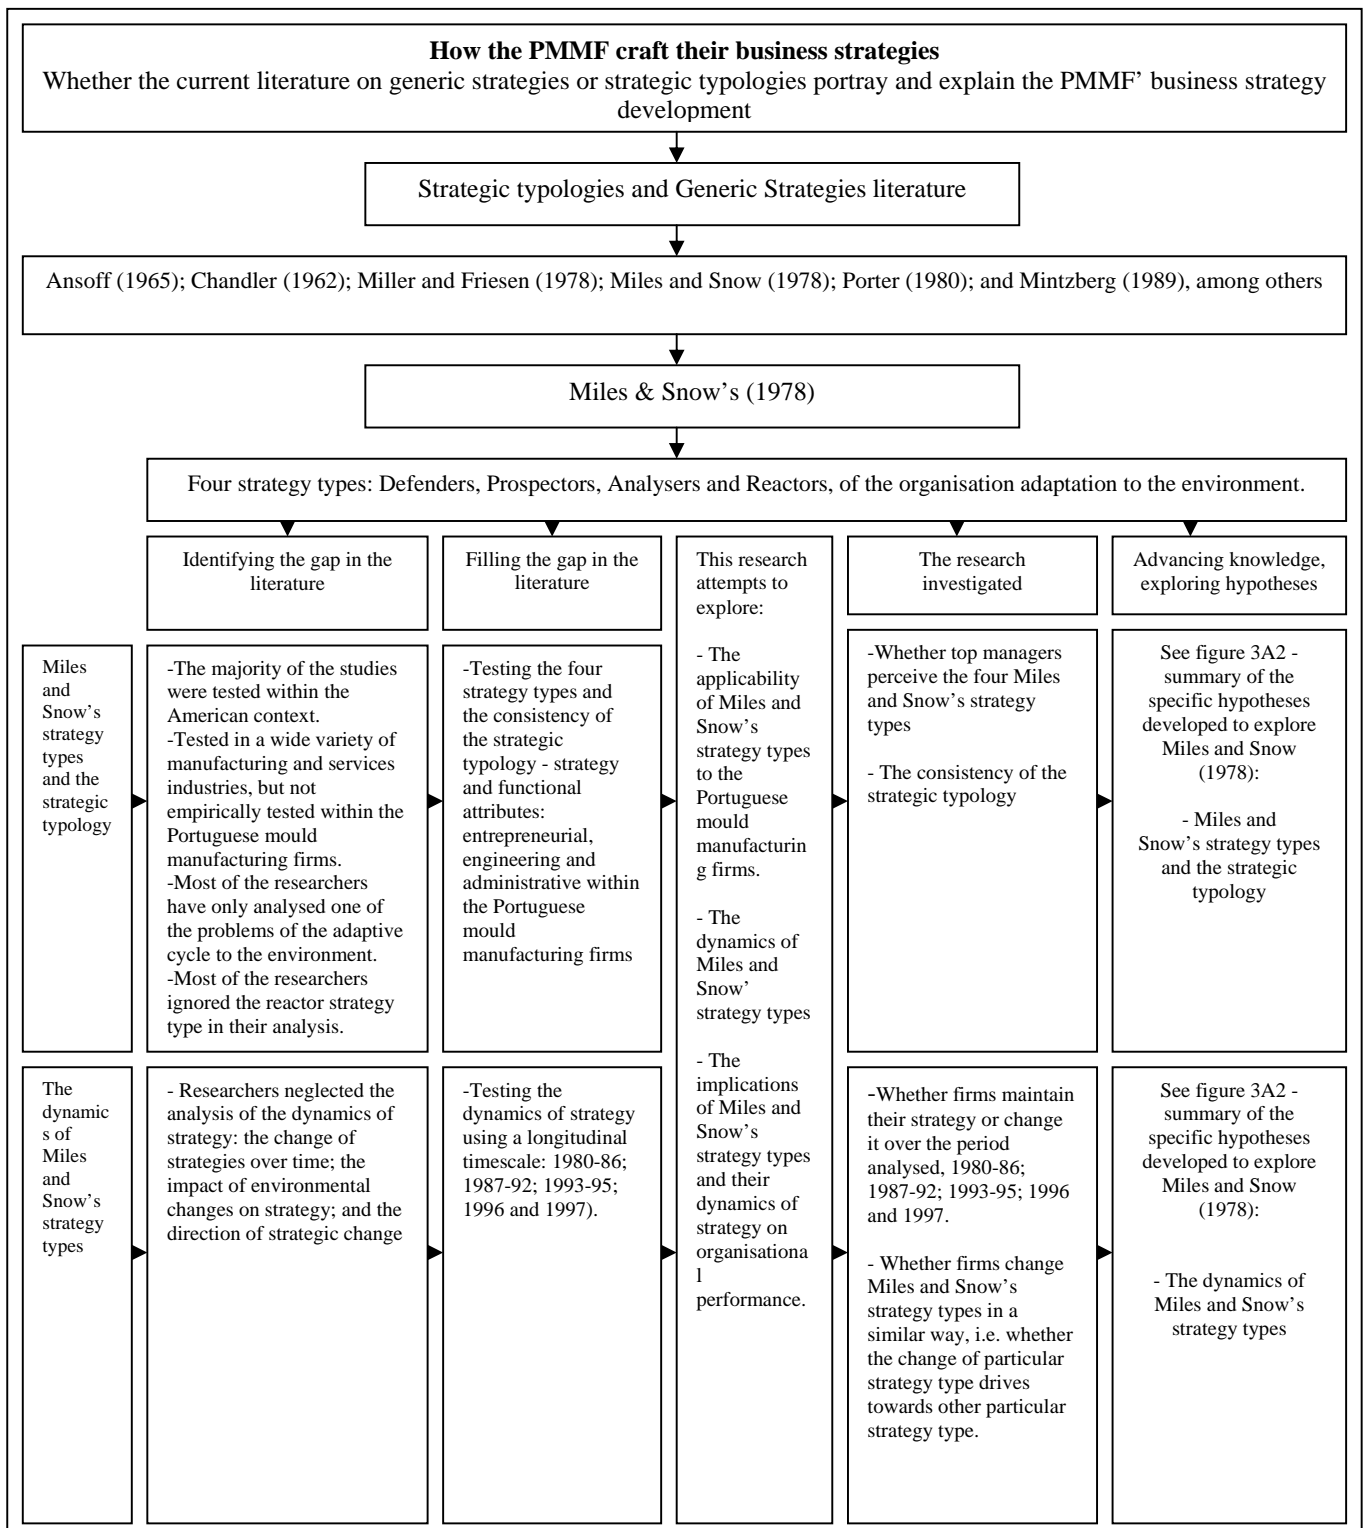 How the PMMF craft their business strategies
Whether the current literature on generic strategies or strategic typologies portray and explain the PMMF' business strategy
development
Strategic typologies and Generic Strategies literature
Ansoff (1965); Chandler (1962); Miller and Friesen (1978); Miles and Snow (1978); Porter (1980); and Mintzberg (1989), among others
Miles & Snow's (1978)
Four strategy types: Defenders, Prospectors, Analysers and Reactors, of the organisation adaptation to the environment.
Identifying the gap in the
literature
Filling the gap in the
literature
This research
attempts to
explore:
- The
applicability
of Miles and
Snow's
strategy types
to the
Portuguese
mould
manufacturin
g firms.
- The
dynamics of
Miles and
Snow'
strategy types
- The
implications
of Miles and
Snow's
strategy types
and their
dynamics of
strategy on
organisationa
l
performance.
The research
investigated
Advancing knowledge,
exploring hypotheses
Miles
and
Snow's
strategy
types
and the
strategic
typology
-The majority of the studies
were tested within the
American context.
-Tested in a wide variety of
manufacturing and services
industries, but not
empirically tested within the
Portuguese mould
manufacturing firms.
-Most of the researchers
have only analysed one of
the problems of the adaptive
cycle to the environment.
-Most of the researchers
ignored the reactor strategy
type in their analysis.
-Testing the four
strategy types and
the consistency of
the strategic
typology - strategy
and functional
attributes:
entrepreneurial,
engineering and
administrative within
the Portuguese
mould
manufacturing firms
-Whether top managers
perceive the four Miles
and Snow's strategy
types
- The consistency of the
strategic typology
See figure 3A2 -
summary of the
specific hypotheses
developed to explore
Miles and Snow
(1978):
- Miles and
Snow's strategy types
and the strategic
typology
The
dynamic
s of
Miles
and
Snow's
strategy
types
- Researchers neglected the
analysis of the dynamics of
strategy: the change of
strategies over time; the
impact of environmental
changes on strategy; and the
direction of strategic change
-Testing the
dynamics of strategy
using a longitudinal
timescale: 1980-86;
1987-92; 1993-95;
1996 and 1997).
-Whether firms maintain
their strategy or change
it over the period
analysed, 1980-86;
1987-92; 1993-95; 1996
and 1997.
- Whether firms change
Miles and Snow's
strategy types in a
similar way, i.e. whether
the change of particular
strategy type drives
towards other particular
strategy type.
See figure 3A2 -
summary of the
specific hypotheses
developed to explore
Miles and Snow
(1978):
- The dynamics of
Miles and Snow's
strategy types